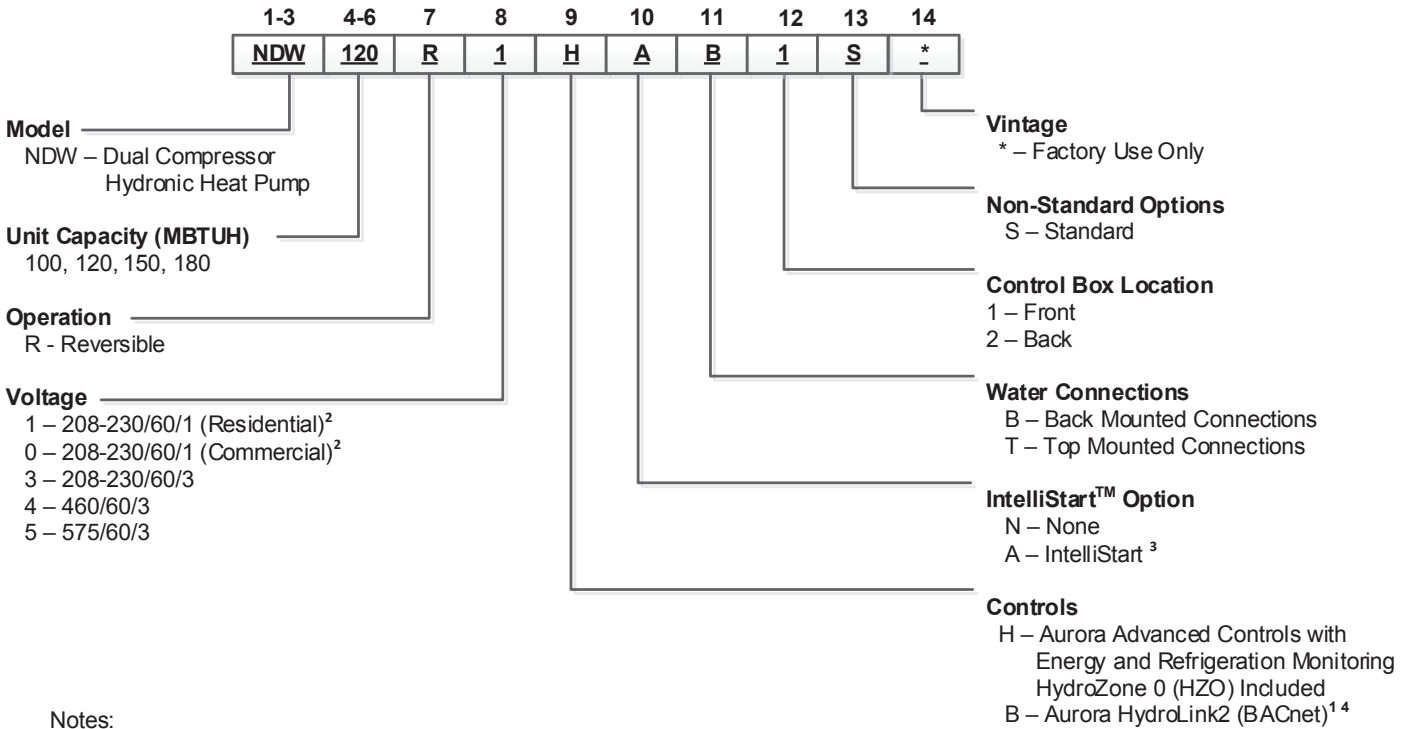 1-3 4-6 7 8 9 10 11 12 13 14
NDW 120 R 1 H A B 1 S *
Model
NDW – Dual Compressor
Hydronic Heat Pump
Unit Capacity (MBTUH)
100, 120, 150, 180
Operation
R - Reversible
Voltage
1 – 208-230/60/1 (Residential)²
0 – 208-230/60/1 (Commercial)²
3 – 208-230/60/3
4 – 460/60/3
5 – 575/60/3
Vintage
* – Factory Use Only
Non-Standard Options
S – Standard
Control Box Location
1 – Front
2 – Back
Water Connections
B – Back Mounted Connections
T – Top Mounted Connections
IntelliStart™ Option
N – None
A – IntelliStart ³
Controls
H – Aurora Advanced Controls with
Energy and Refrigeration Monitoring
HydroZone 0 (HZO) Included
B – Aurora HydroLink2 (BACnet)¹ ⁴
Notes: